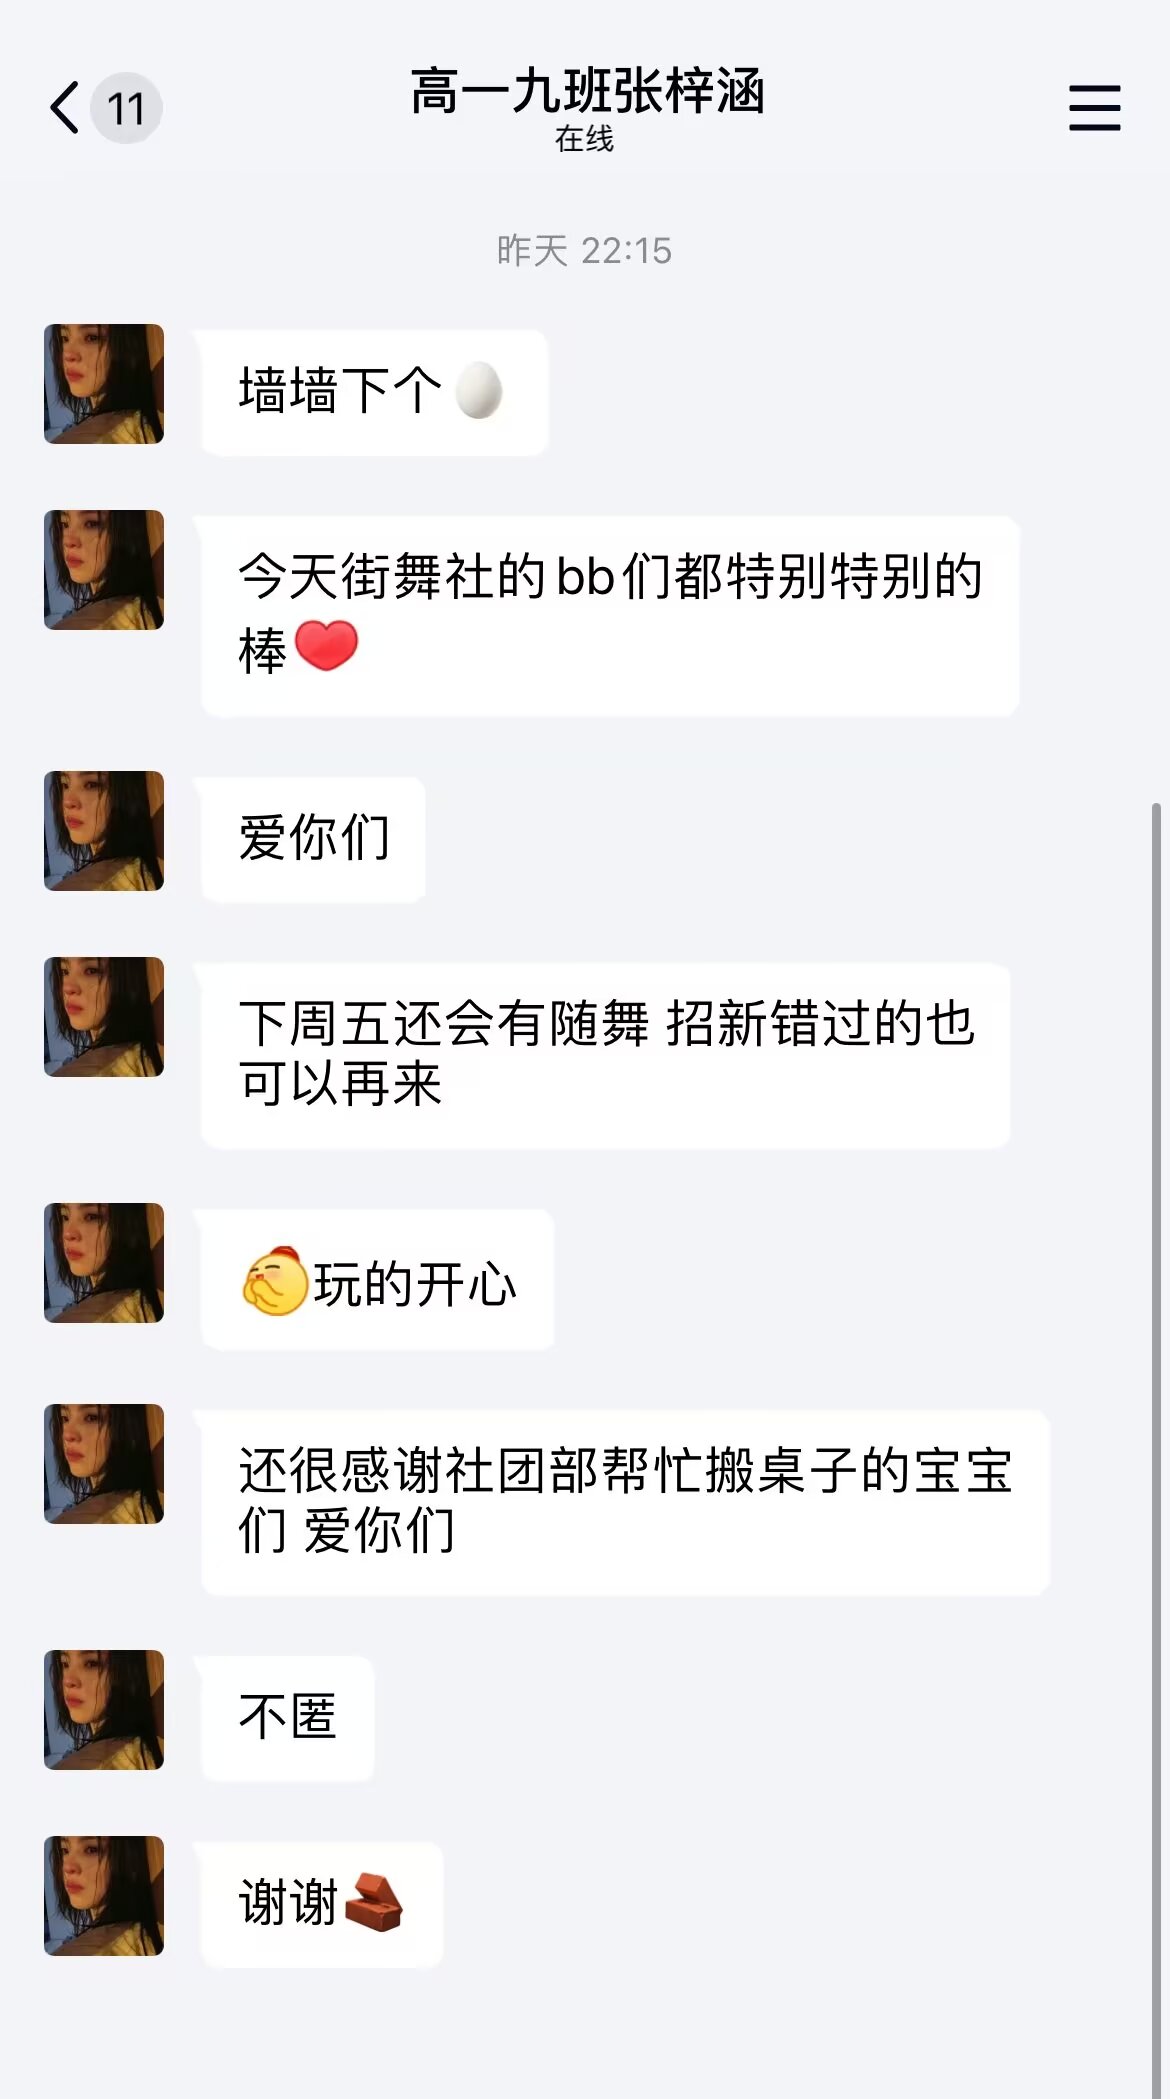 11
高一九班张梓涵
在线
昨天 22:15
墙墙下个🥚
今天街舞社的bb们都特别特别的
棒❤️
爱你们
下周五还会有随舞 招新错过的也
可以再来
玩的开心
还很感谢社团部帮忙搬桌子的宝宝
们 爱你们
不匿
谢谢🧱